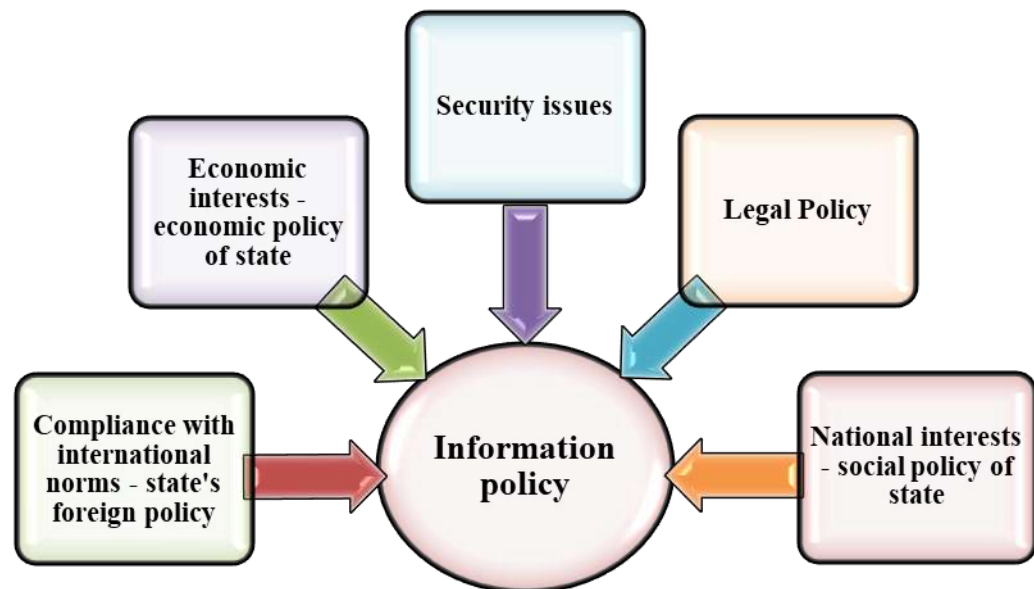 Security issues
Economic
interests -
economic policy
of state
Legal Policy
Compliance with
international
norms - state's
foreign policy
Information
policy
National interests
- social policy of
state